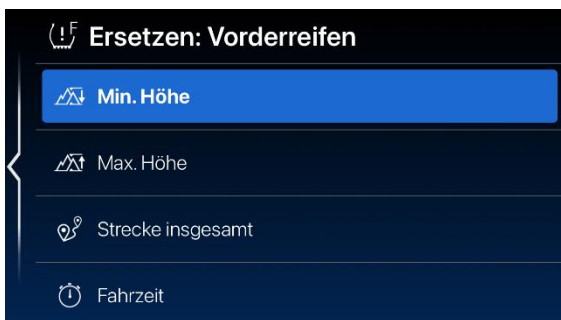 F
Ersetzen: Vorderreifen
Min. Höhe
Max. Höhe
Strecke insgesamt
Fahrzeit